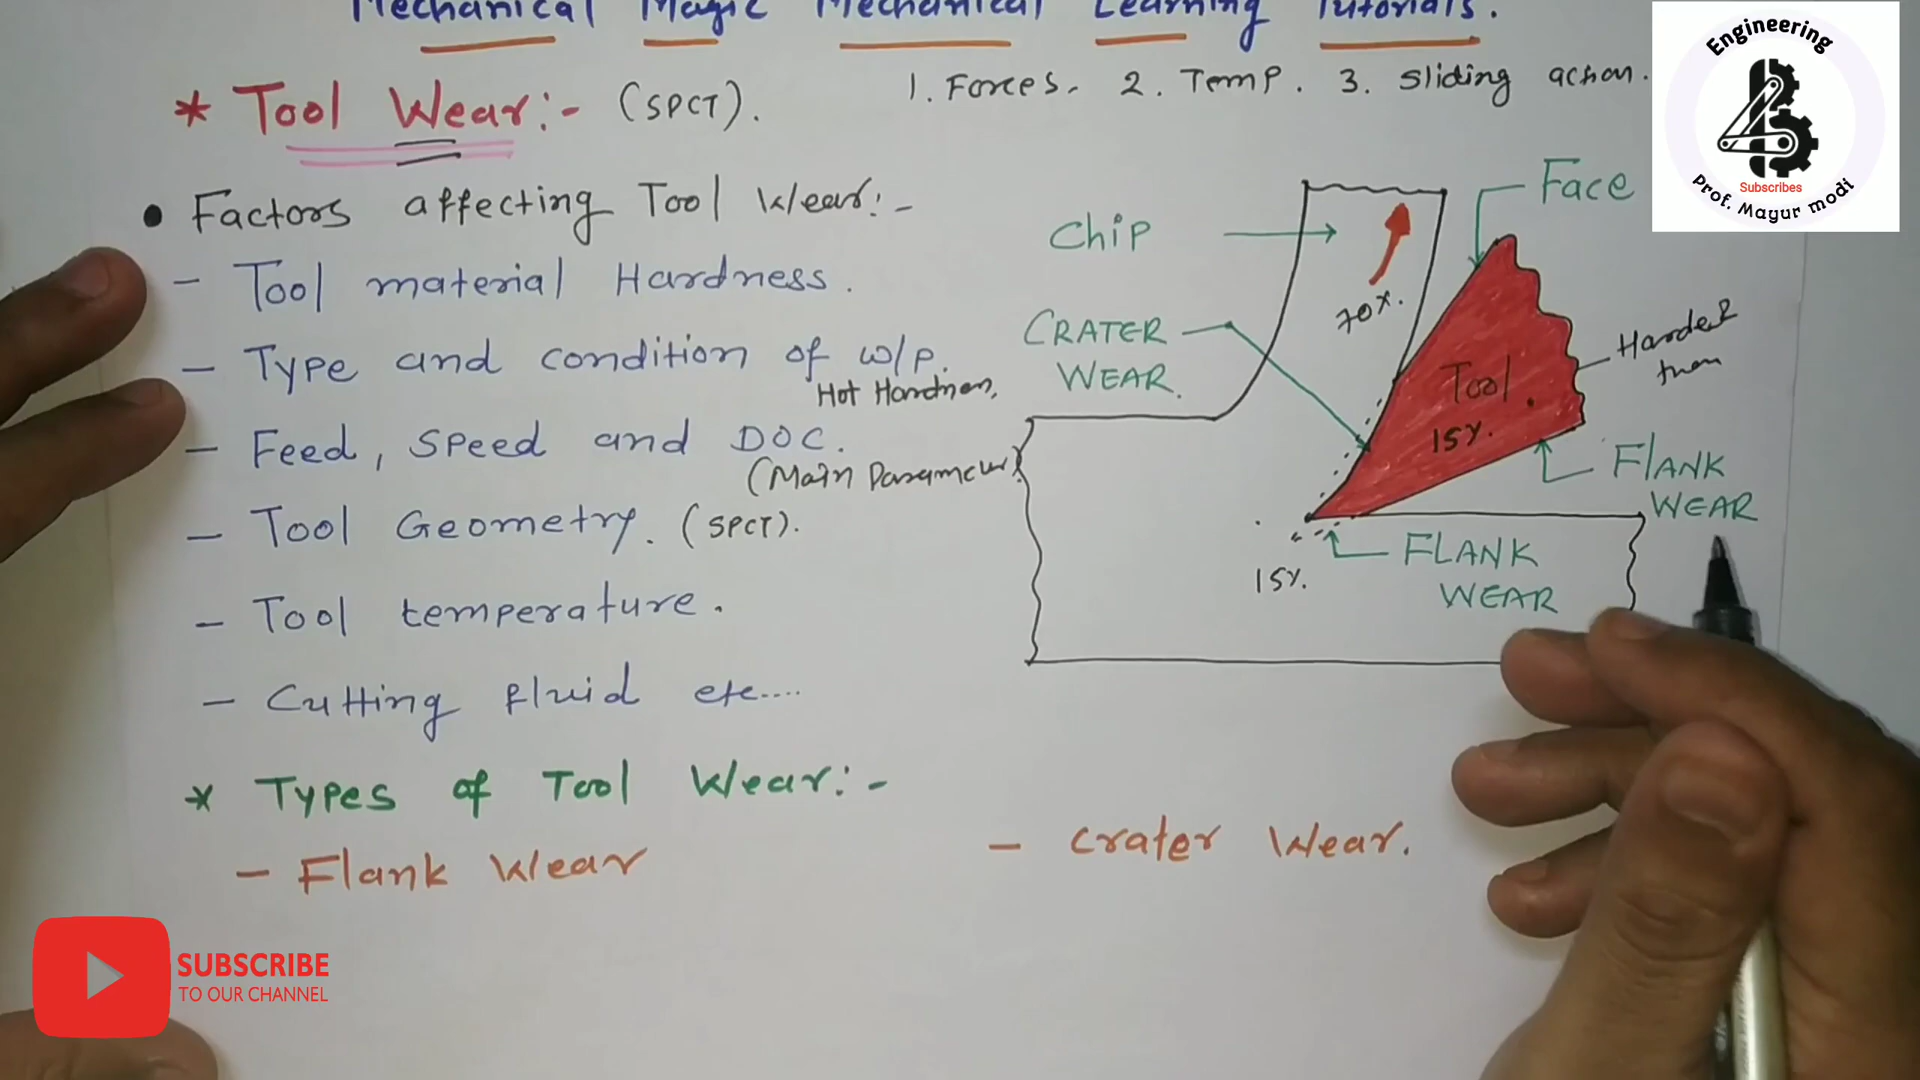 Mechanical Magic Mechanical Learning Tutorials.
* Tool Wear:- (SPCT).
1. Forces. 2. Temp. 3. Sliding action.
• Factors affecting Tool Wear:-
- Tool material Hardness.
- Type and condition of w/p.
Hot Hardness,
- Feed, Speed and DOC.
(Main Parameter)
- Tool Geometry. (SPCT).
- Tool temperature.
- Cutting fluid etc....
* Types of Tool Wear:-
- Flank Wear
- Crater Wear.
Face
Chip
70%.
CRATER
WEAR.
Tool
15%.
Harder
than
FLANK
WEAR
FLANK
WEAR
15%.
Engineering
Subscribes
Prof. Mayur modi
SUBSCRIBE
TO OUR CHANNEL